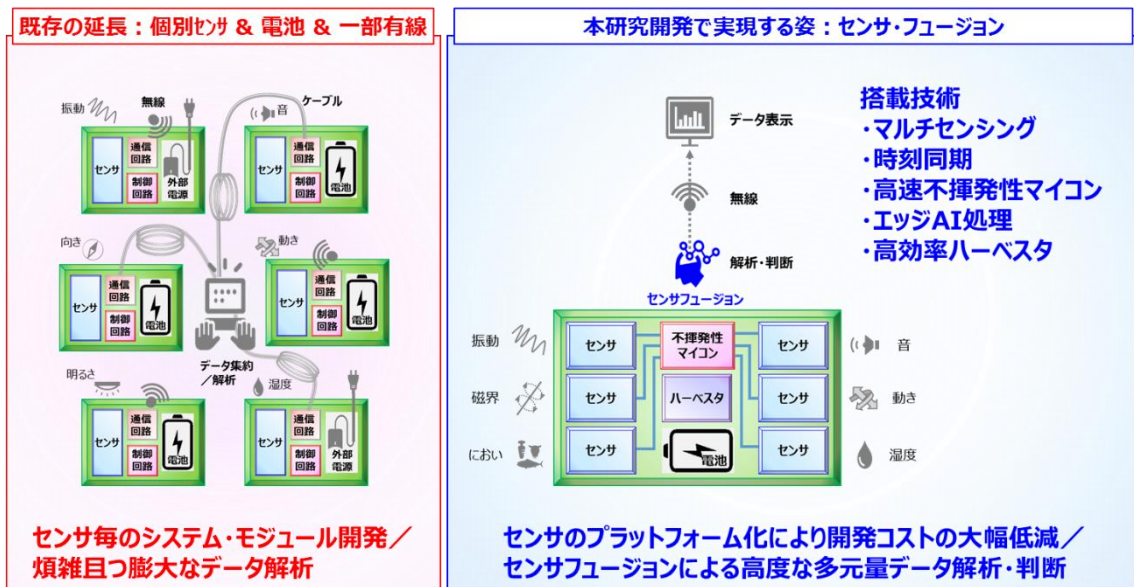 既存の延長：個別ｾﾝｻ & 電池 & 一部有線
振動
無線
センサ
通信
回路
制御
回路
外部
電源
音
ケーブル
センサ
通信
回路
制御
回路
電池
向き
センサ
通信
回路
制御
回路
電池
動き
センサ
通信
回路
制御
回路
電池
データ集約
／解析
明るさ
センサ
通信
回路
制御
回路
電池
湿度
センサ
通信
回路
制御
回路
外部
電源
センサ毎のシステム・モジュール開発／
煩雑且つ膨大なデータ解析
本研究開発で実現する姿：センサ・フュージョン
データ表示
無線
解析・判断
センサフュージョン
搭載技術
・マルチセンシング
・時刻同期
・高速不揮発性マイコン
・エッジAI処理
・高効率ハーベスタ
振動
センサ
不揮発性
マイコン
センサ
音
磁界
センサ
ハーベスタ
センサ
動き
におい
センサ
電池
センサ
湿度
センサのプラットフォーム化により開発コストの大幅低減／
センサフュージョンによる高度な多元量データ解析・判断